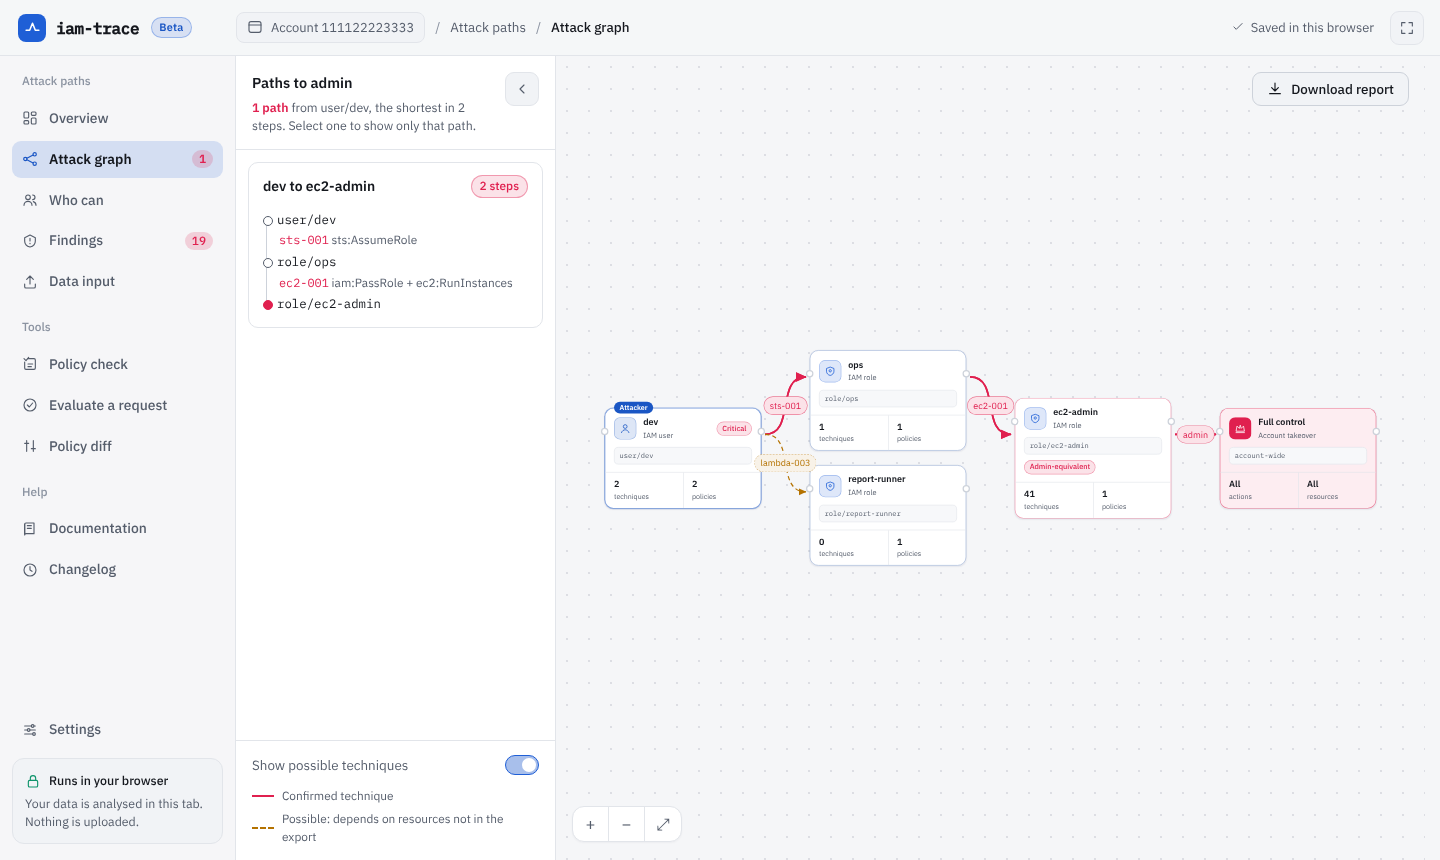 iam-trace
Beta
Account 111122223333 / Attack paths / Attack graph
Saved in this browser
Attack paths
Overview
Attack graph 1
Who can
Findings 19
Data input
Tools
Policy check
Evaluate a request
Policy diff
Help
Documentation
Changelog
Settings
Runs in your browser
Your data is analysed in this tab.
Nothing is uploaded.
Paths to admin
1 path from user/dev, the shortest in 2
steps. Select one to show only that path.
dev to ec2-admin
2 steps
user/dev
sts-001 sts:AssumeRole
role/ops
ec2-001 iam:PassRole + ec2:RunInstances
role/ec2-admin
Show possible techniques
Confirmed technique
Possible: depends on resources not in the
export
Download report
Attacker
dev
IAM user
Critical
user/dev
2
techniques
2
policies
sts-001
lambda-003
ops
IAM role
role/ops
1
techniques
1
policies
report-runner
IAM role
role/report-runner
0
techniques
1
policies
ec2-001
ec2-admin
IAM role
role/ec2-admin
Admin-equivalent
41
techniques
1
policies
admin
Full control
Account takeover
account-wide
All
actions
All
resources
+
−